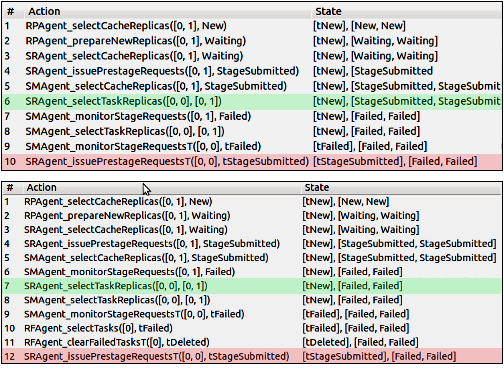 # Action State
1 RPAgent_selectCacheReplicas([0, 1], New) [tNew], [New, New]
2 RPAgent_prepareNewReplicas([0, 1], Waiting) [tNew], [Waiting, Waiting]
3 SRAgent_selectCacheReplicas([0, 1], Waiting) [tNew], [Waiting, Waiting]
4 SRAgent_issuePrestageRequests([0, 1], StageSubmitted) [tNew], [StageSubmitted
5 SMAgent_selectCacheReplicas([0, 1], StageSubmitted) [tNew], [StageSubmitted, StageSubmit
6 SRAgent_selectTaskReplicas([0, 0], [0, 1]) [tNew], [StageSubmitted, StageSubmit
7 SMAgent_monitorStageRequests([0, 1], Failed) [tNew], [Failed, Failed]
8 SMAgent_selectTaskReplicas([0, 0], [0, 1]) [tNew], [Failed, Failed]
9 SMAgent_monitorStageRequestsT([0, 0], tFailed) [tFailed], [Failed, Failed]
10 SRAgent_issuePrestageRequestsT([0, 0], tStageSubmitted) [tStageSubmitted], [Failed, Failed]
# Action State
1 RPAgent_selectCacheReplicas([0, 1], New) [tNew], [New, New]
2 RPAgent_prepareNewReplicas([0, 1], Waiting) [tNew], [Waiting, Waiting]
3 SRAgent_selectCacheReplicas([0, 1], Waiting) [tNew], [Waiting, Waiting]
4 SRAgent_issuePrestageRequests([0, 1], StageSubmitted) [tNew], [StageSubmitted, StageSubmitted]
5 SMAgent_selectCacheReplicas([0, 1], StageSubmitted) [tNew], [StageSubmitted, StageSubmitted]
6 SMAgent_monitorStageRequests([0, 1], Failed) [tNew], [Failed, Failed]
7 SRAgent_selectTaskReplicas([0, 0], [0, 1]) [tNew], [Failed, Failed]
8 SMAgent_selectTaskReplicas([0, 0], [0, 1]) [tNew], [Failed, Failed]
9 SMAgent_monitorStageRequestsT([0, 0], tFailed) [tFailed], [Failed, Failed]
10 RFAgent_selectTasks([0], tFailed) [tFailed], [Failed, Failed]
11 RFAgent_clearFailedTasksT([0], tDeleted) [tDeleted], [Failed, Failed]
12 SRAgent_issuePrestageRequestsT([0, 0], tStageSubmitted) [tStageSubmitted], [Failed, Failed]